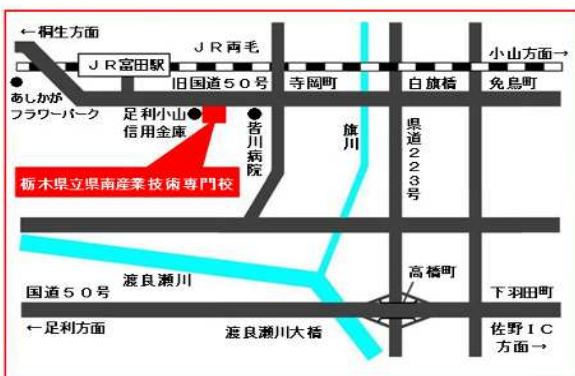 ←桐生方面
JR両毛
小山方面→
JR富田駅
旧国道50号
寺岡町
白旗橋
免鳥町
あしかが
フラワーパーク
足利小山
信用金庫
皆川病院
旗川
県道223号
栃木県立県南産業技術専門校
渡良瀬川
高橋町
国道50号
下羽田町
←足利方面
渡良瀬川大橋
佐野IC
方面→